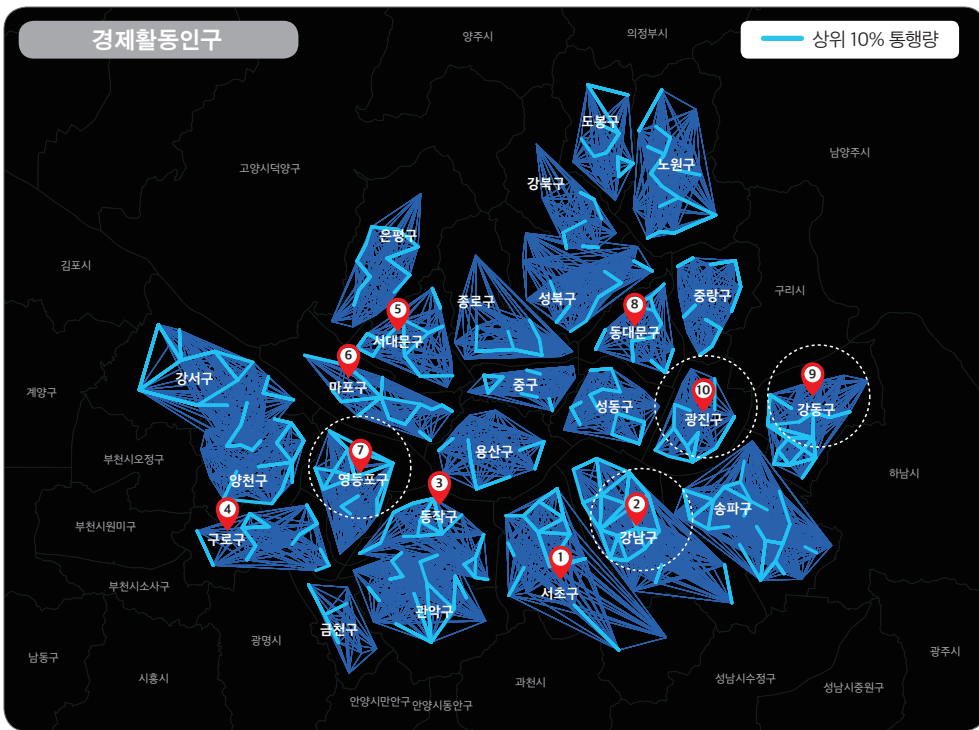 경제활동인구
상위 10% 통행량
양주시
의정부시
남양주시
고양시덕양구
김포시
구리시
계양구
부천시오정구
부천시원미구
부천시소사구
하남시
남동구
시흥시
광명시
안양시만안구
안양시동안구
과천시
성남시수정구
성남시중원구
광주시
도봉구
노원구
강북구
은평구
종로구
성북구
중랑구
5
서대문구
8
동대문구
6
마포구
강서구
중구
성동구
10
광진구
9
강동구
용산구
7
영등포구
양천구
3
동작구
4
구로구
2
강남구
송파구
1
서초구
관악구
금천구